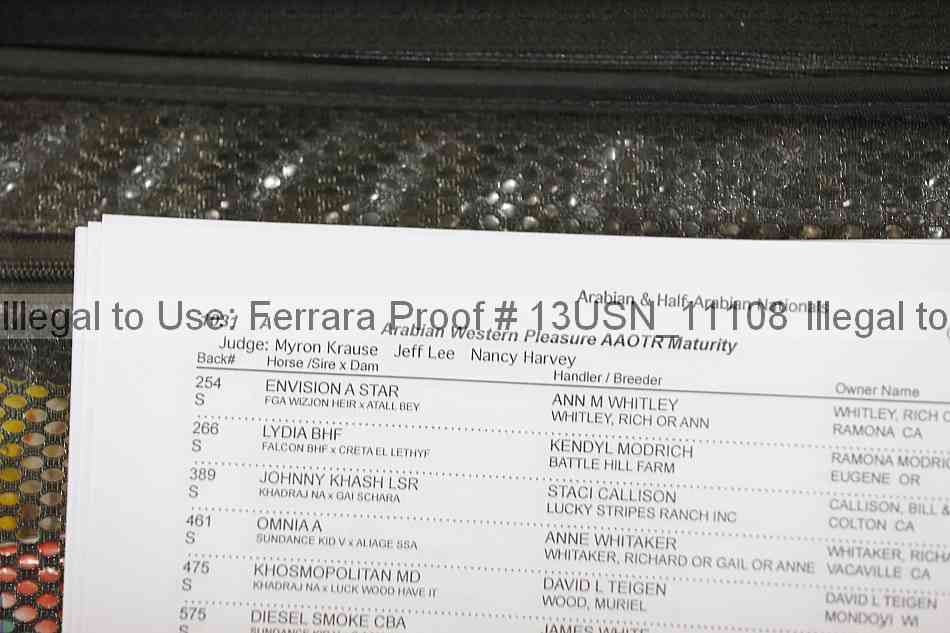 Arabian & Half Arabian Nationals
Illegal to Use: Ferrara Proof # 13USN_11108 Illegal to
1031 A Arabian Western Pleasure AAOTR Maturity
Judge: Myron Krause Jeff Lee Nancy Harvey
Back# Horse /Sire x Dam Handler / Breeder Owner Name
254 ENVISION A STAR ANN M WHITLEY WHITLEY, RICH
S FGA WIZJON HEIR x ATALL BEY WHITLEY, RICH OR ANN RAMONA CA
266 LYDIA BHF KENDYL MODRICH RAMONA
S FALCON BHF x CRETA EL LETHYF BATTLE HILL FARM EUGENE OR
389 JOHNNY KHASH LSR STACI CALLISON CALLISON, BILL &
S KHADRAJ NA x GAI SCHARA LUCKY STRIPES RANCH INC COLTON CA
461 OMNIA A ANNE WHITAKER WHITAKER,
S SUNDANCE KID V x ALIAGE SSA WHITAKER, RICHARD OR GAIL OR ANNE VACAVILLE CA
475 KHOSMOPOLITAN MD DAVID L TEIGEN DAVID L TEIGEN
S KHADRAJ NA x LUCK WOOD HAVE IT WOOD, MURIEL MONDOVI WI
575 DIESEL SMOKE CBA JAMES WHITE